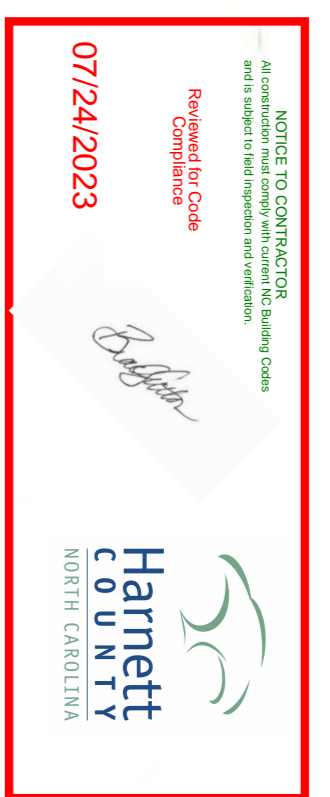 NOTICE TO CONTRACTOR
All construction must comply with current NC Building Codes
and is subject to field inspection and verification.
Reviewed for Code
Compliance
07/24/2023
Harnett
COUNTY
NORTH CAROLINA